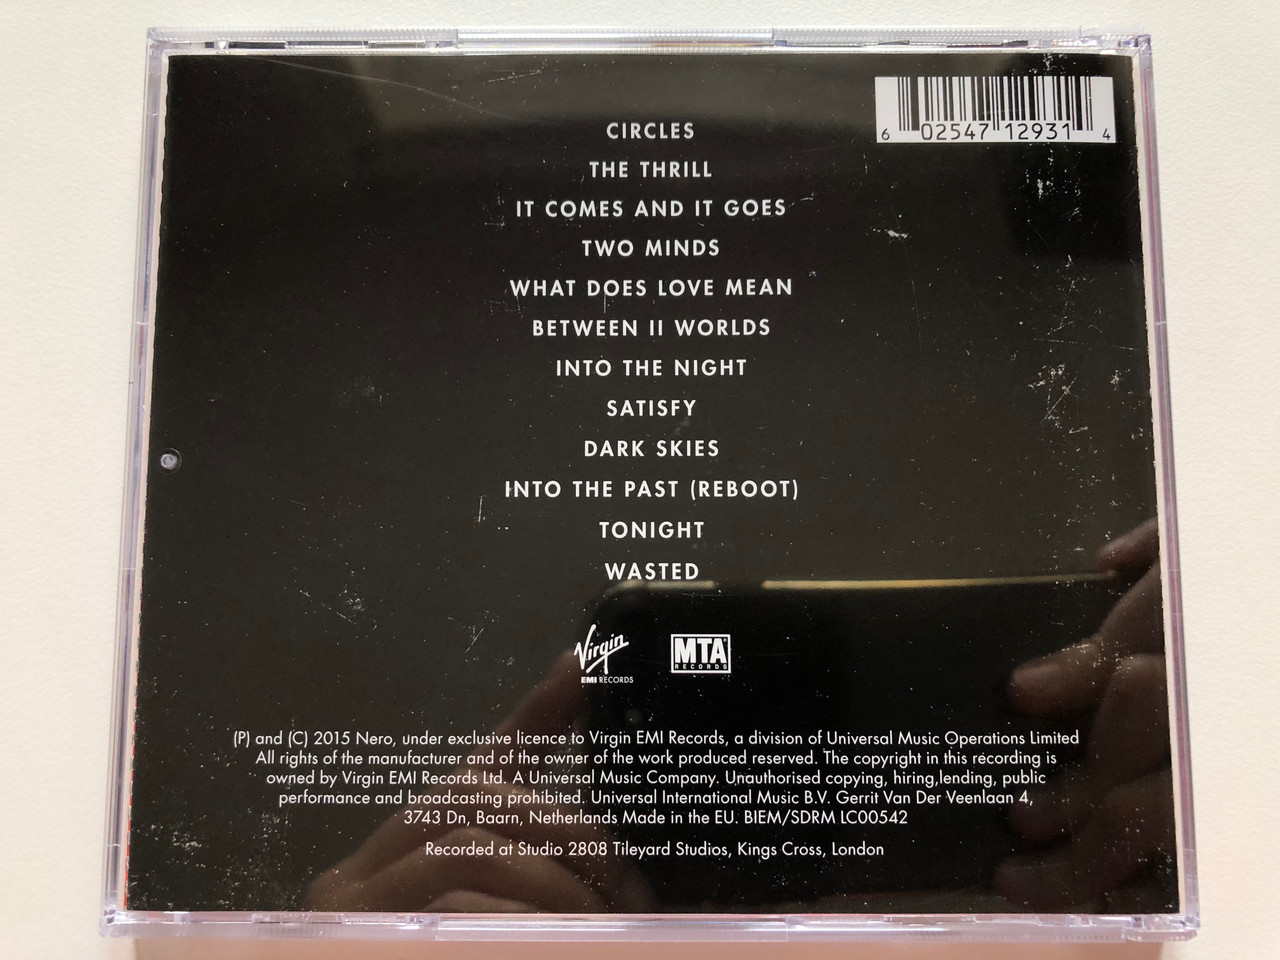 6 02547 12931 4
CIRCLES
THE THRILL
IT COMES AND IT GOES
TWO MINDS
WHAT DOES LOVE MEAN
BETWEEN II WORLDS
INTO THE NIGHT
SATISFY
DARK SKIES
INTO THE PAST (REBOOT)
TONIGHT
WASTED
Virgin
EMI RECORDS
MTA
RECORDS
(P) and (C) 2015 Nero, under exclusive licence to Virgin EMI Records, a division of Universal Music Operations Limited
All rights of the manufacturer and of the owner of the work produced reserved. The copyright in this recording is
owned by Virgin EMI Records Ltd. A Universal Music Company. Unauthorised copying, hiring,lending, public
performance and broadcasting prohibited. Universal International Music B.V. Gerrit Van Der Veenlaan 4,
3743 Dn, Baarn, Netherlands Made in the EU. BIEM/SDRM LC00542
Recorded at Studio 2808 Tileyard Studios, Kings Cross, London